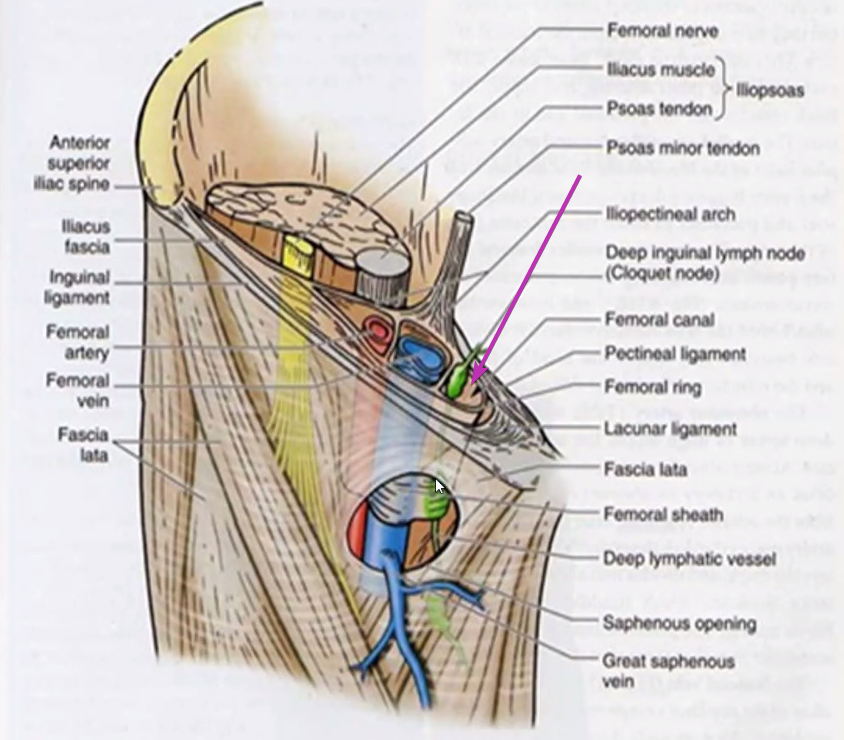 Femoral nerve
Iliacus muscle
Iliopsoas
Psoas tendon
Psoas minor tendon
Anterior
superior
iliac spine
Iliopectineal arch
Iliacus
fascia
Deep inguinal lymph node
(Cloquet node)
Inguinal
ligament
Femoral canal
Femoral
artery
Pectineal ligament
Femoral ring
Femoral
vein
Lacunar ligament
Fascia
lata
Fascia lata
Femoral sheath
Deep lymphatic vessel
Saphenous opening
Great saphenous
vein